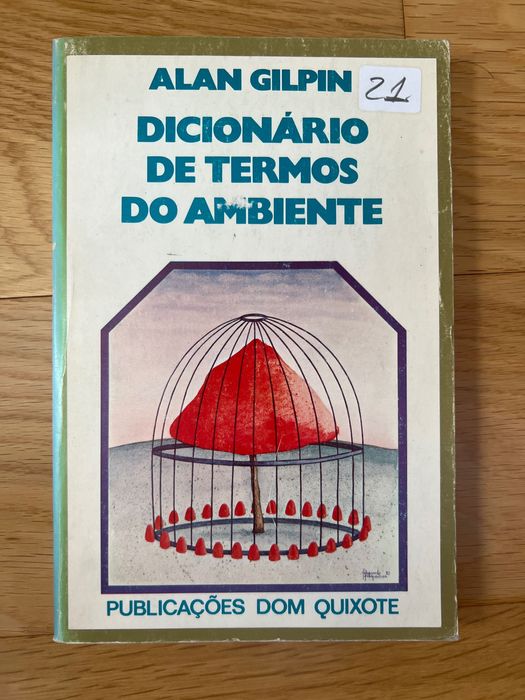 ALAN GILPIN
21
DICIONÁRIO
DE TERMOS
DO AMBIENTE
PUBLICAÇÕES DOM QUIXOTE